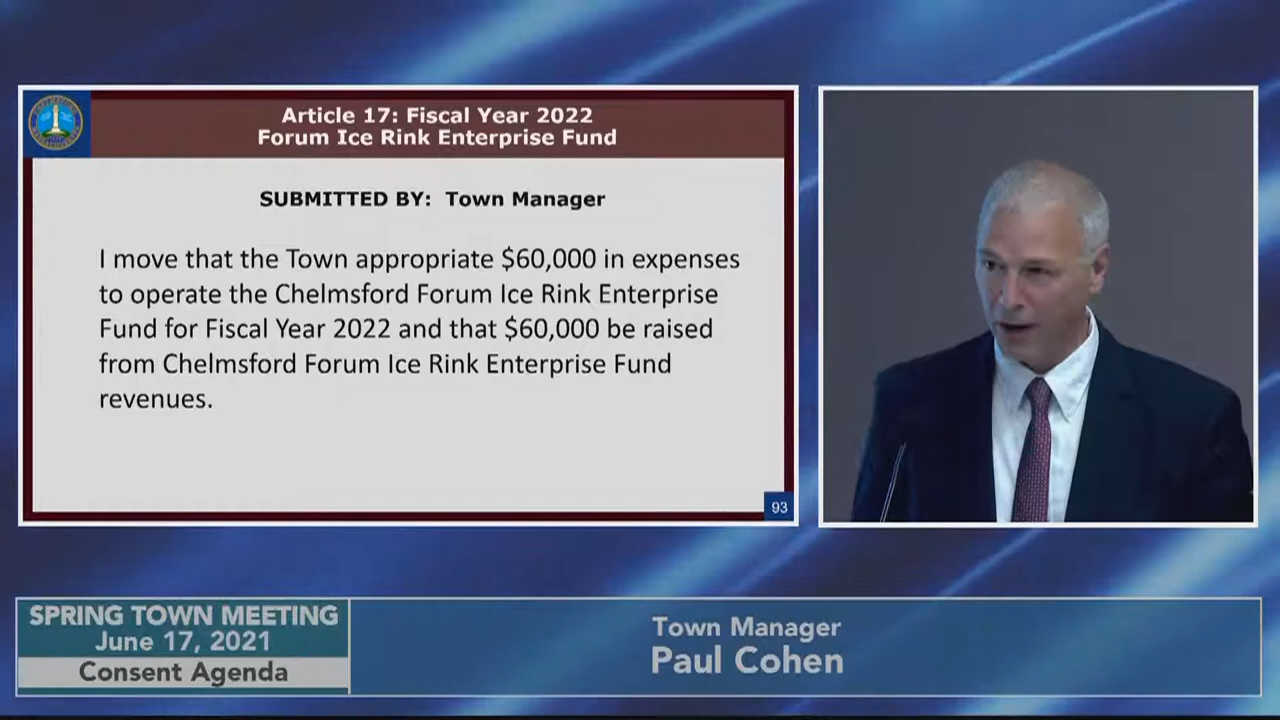 Article 17: Fiscal Year 2022
Forum Ice Rink Enterprise Fund
SUBMITTED BY: Town Manager
I move that the Town appropriate $60,000 in expenses
to operate the Chelmsford Forum Ice Rink Enterprise
Fund for Fiscal Year 2022 and that $60,000 be raised
from Chelmsford Forum Ice Rink Enterprise Fund
revenues.
93
SPRING TOWN MEETING
June 17, 2021
Consent Agenda
Town Manager
Paul Cohen